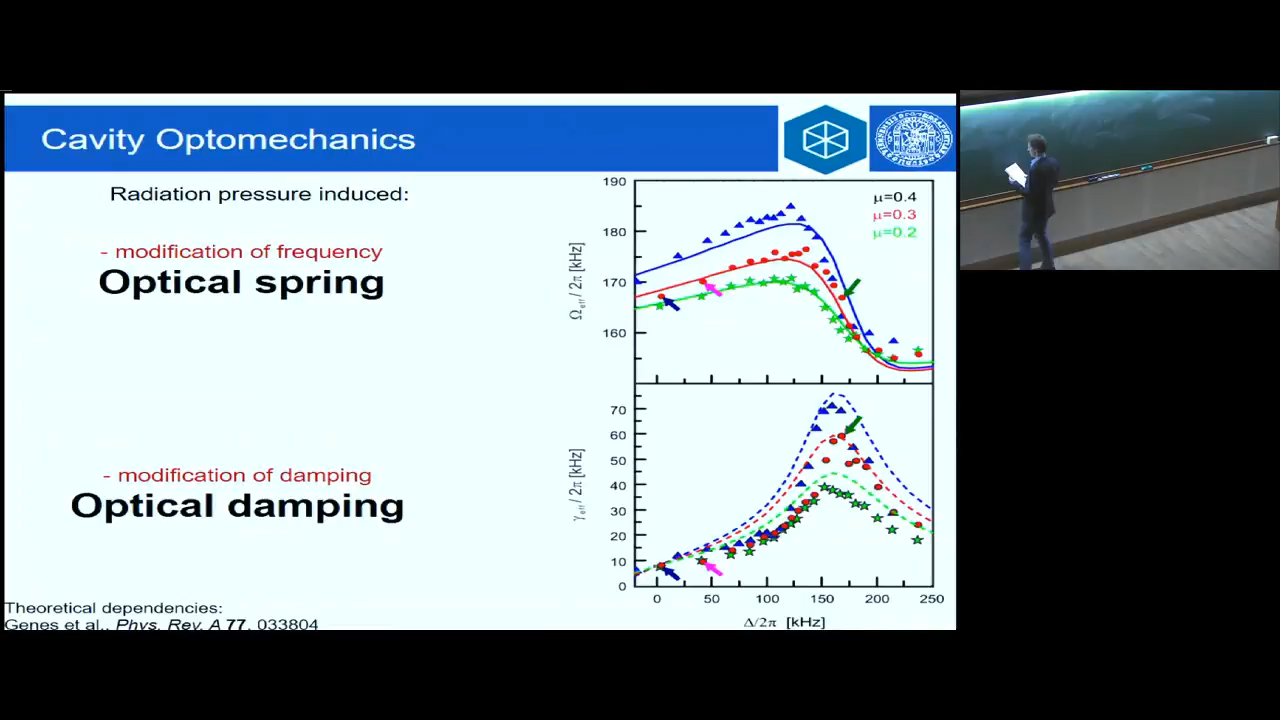 Cavity Optomechanics
Radiation pressure induced:
- modification of frequency
Optical spring
- modification of damping
Optical damping
Theoretical dependencies:
Genes et al., Phys. Rev. A 77, 033804
190
180
170
160
Ωeff / 2π [kHz]
μ=0.4
μ=0.3
μ=0.2
70
60
50
40
30
20
10
0
γeff / 2π [kHz]
0 50 100 150 200 250
Δ/2π [kHz]